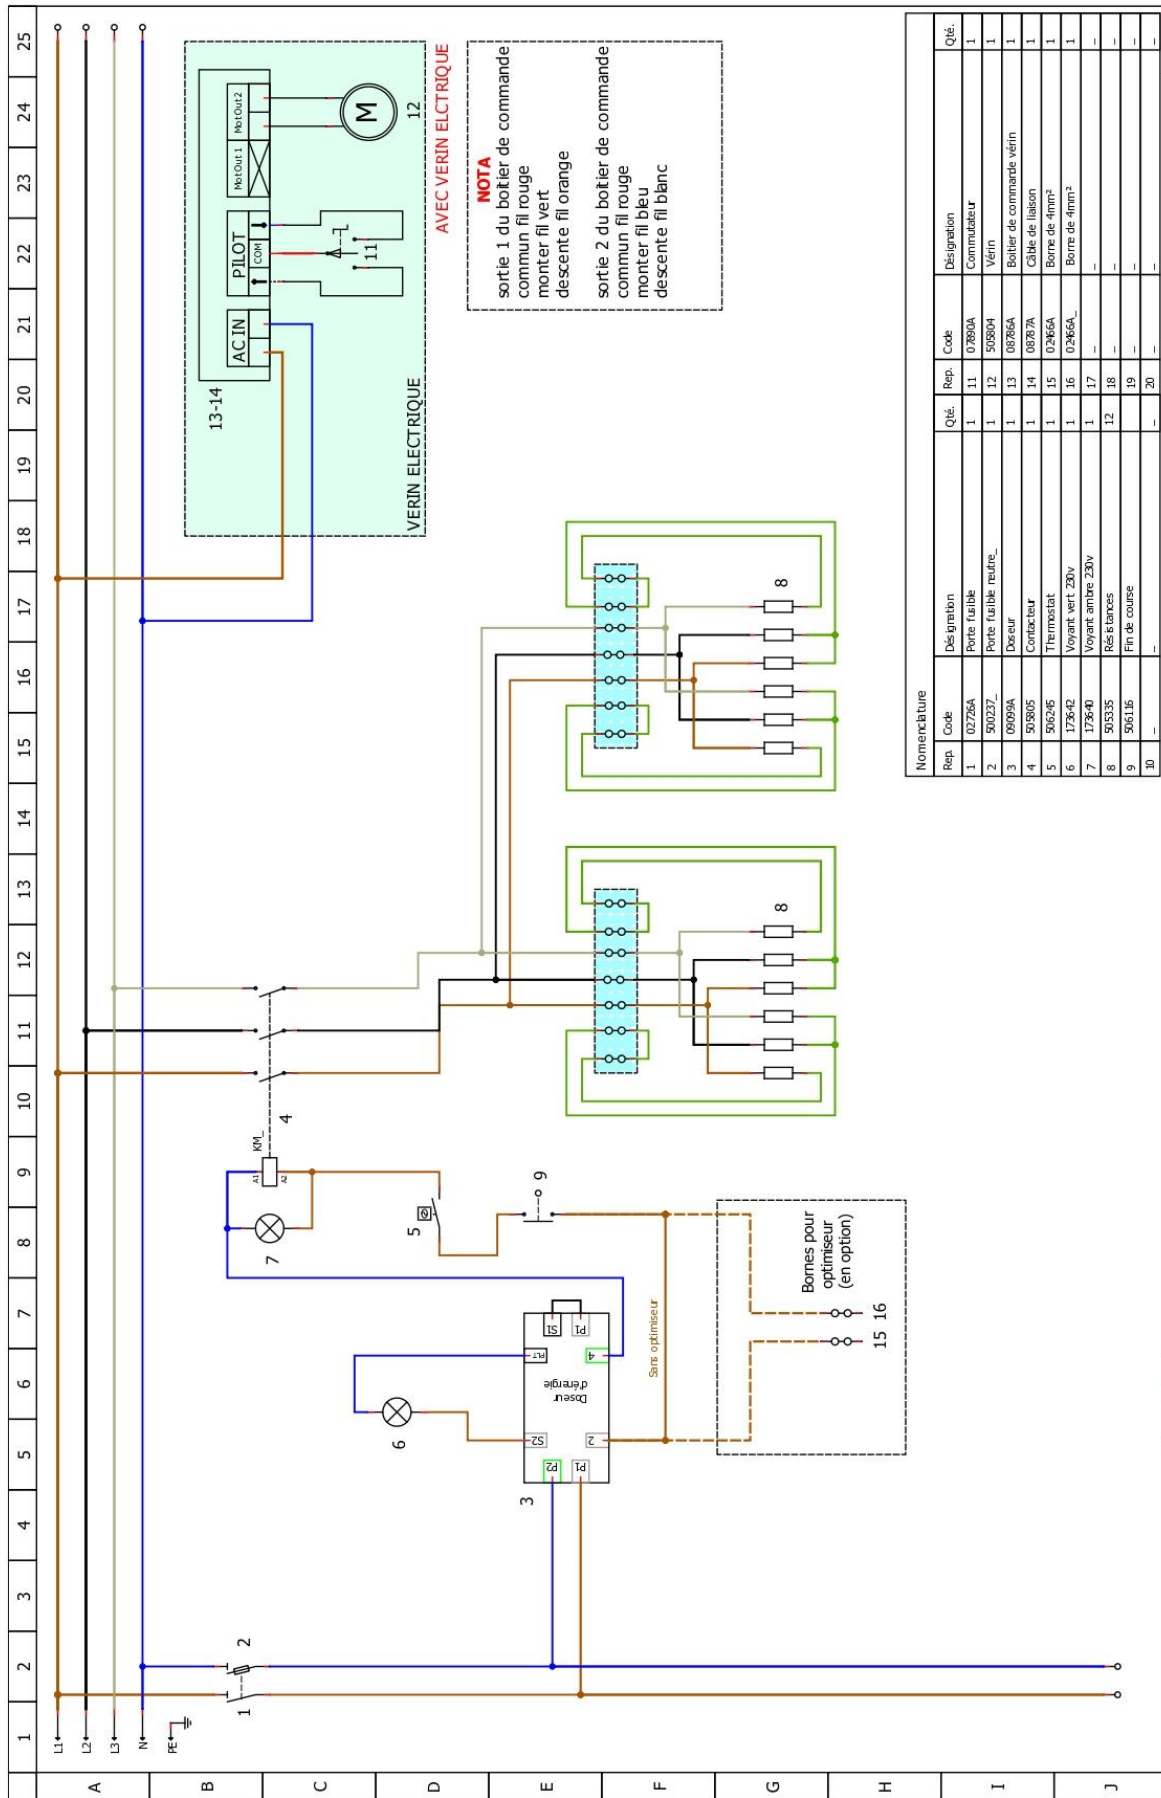 1 2 3 4 5 6 7 8 9 10 11 12 13 14 15 16 17 18 19 20 21 22 23 24 25
A
B
C
D
E
F
G
H
I
J
L1
L2
L3
N
PE
1
2
3
P2
P1
S2
2
Doseur
d'énergie
PLT
4
S1
P1
6
7
KM_
A1
A2
4
5
9
Sans optimiseur
Bornes pour
optimiseur
(en option)
15 16
8
8
13-14
AC IN
PILOT
COM
MotOut 1
MotOut 2
M
11
12
VERIN ELECTRIQUE
AVEC VERIN ELCTRIQUE
NOTA
sortie 1 du boîtier de commande
commun fil rouge
monter fil vert
descente fil orange
sortie 2 du boîtier de commande
commun fil rouge
monter fil bleu
descente fil blanc
Nomenclature
Rep. Code Désignation Qté. Rep. Code Désignation Qté.
1 02726A Porte fusible 1 11 07890A Commutateur 1
2 500237_ Porte fusible neutre_ 1 12 505804 Vérin 1
3 09099A Doseur 1 13 08786A Boitier de commande vérin 1
4 505805 Contacteur 1 14 08787A Câble de liaison 1
5 506245 Thermostat 1 15 02466A Borne de 4mm² 1
6 173642 Voyant vert 230v 1 16 02466A_ Borne de 4mm² 1
7 173640 Voyant ambre 230v 1 17 – – –
8 505335 Résistances 12 18 – – –
9 506116 Fin de course 19 – – –
10 – – – 20 – – –